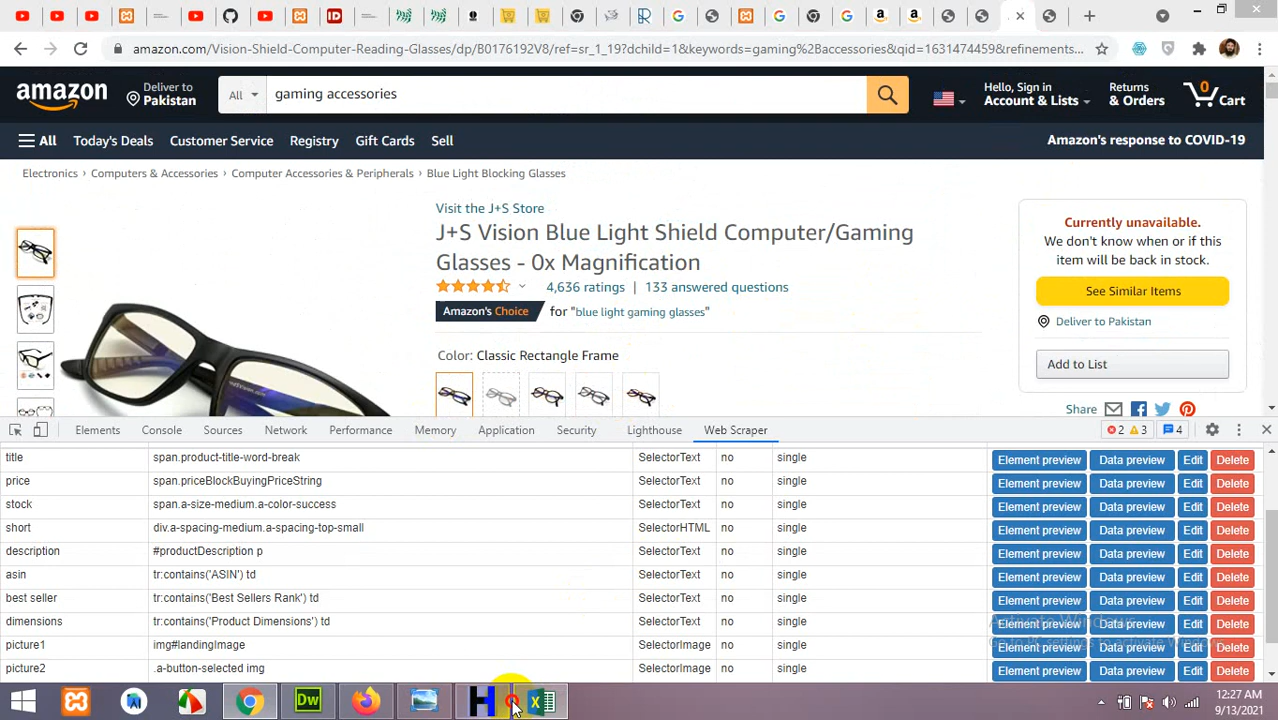 amazon.com/Vision-Shield-Computer-Reading-Glasses/dp/B0176192V8/ref=sr_1_19?dchild=1&keywords=gaming%2Baccessories&qid=1631474459&refinements...
amazon
Deliver to
Pakistan
All
gaming accessories
Hello, Sign in
Account & Lists
Returns
& Orders
0
Cart
All
Today's Deals
Customer Service
Registry
Gift Cards
Sell
Amazon's response to COVID-19
Electronics › Computers & Accessories › Computer Accessories & Peripherals › Blue Light Blocking Glasses
Visit the J+S Store
J+S Vision Blue Light Shield Computer/Gaming
Glasses - 0x Magnification
4,636 ratings | 133 answered questions
Amazon's Choice for "blue light gaming glasses"
Color: Classic Rectangle Frame
Currently unavailable.
We don't know when or if this
item will be back in stock.
See Similar Items
Deliver to Pakistan
Add to List
Share
Elements Console Sources Network Performance Memory Application Security Lighthouse Web Scraper 2 3 4
title span.product-title-word-break SelectorText no single Element preview Data preview Edit Delete
price span.priceBlockBuyingPriceString SelectorText no single Element preview Data preview Edit Delete
stock span.a-size-medium.a-color-success SelectorText no single Element preview Data preview Edit Delete
short div.a-spacing-medium.a-spacing-top-small SelectorHTML no single Element preview Data preview Edit Delete
description #productDescription p SelectorText no single Element preview Data preview Edit Delete
asin tr:contains('ASIN') td SelectorText no single Element preview Data preview Edit Delete
best seller tr:contains('Best Sellers Rank') td SelectorText no single Element preview Data preview Edit Delete
dimensions tr:contains('Product Dimensions') td SelectorText no single Element preview Data preview Edit Delete
Activate Windows
Go to PC settings to activate Windows.
picture1 img#landingImage SelectorImage no single Element preview Data preview Edit Delete
picture2 .a-button-selected img SelectorImage no single Element preview Data preview Edit Delete
Dw
H
12:27 AM
9/13/2021